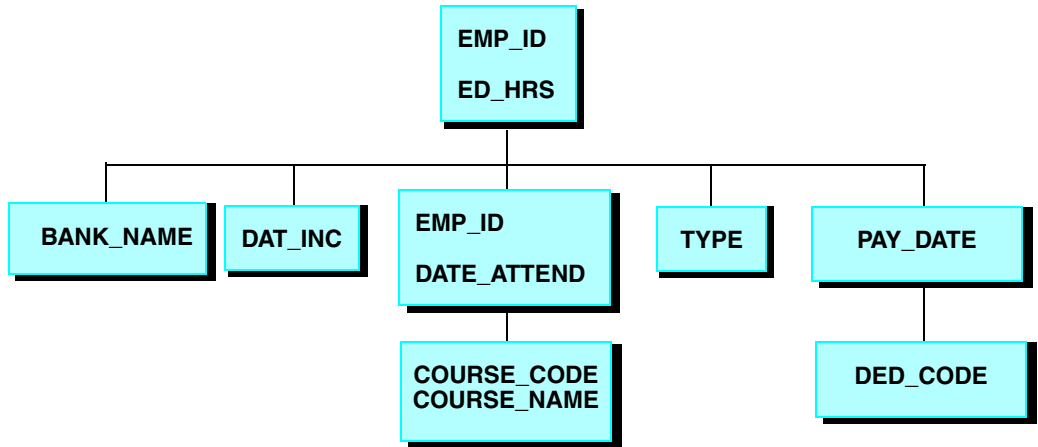 EMP_ID
ED_HRS
BANK_NAME
DAT_INC
EMP_ID
DATE_ATTEND
TYPE
PAY_DATE
COURSE_CODE
COURSE_NAME
DED_CODE